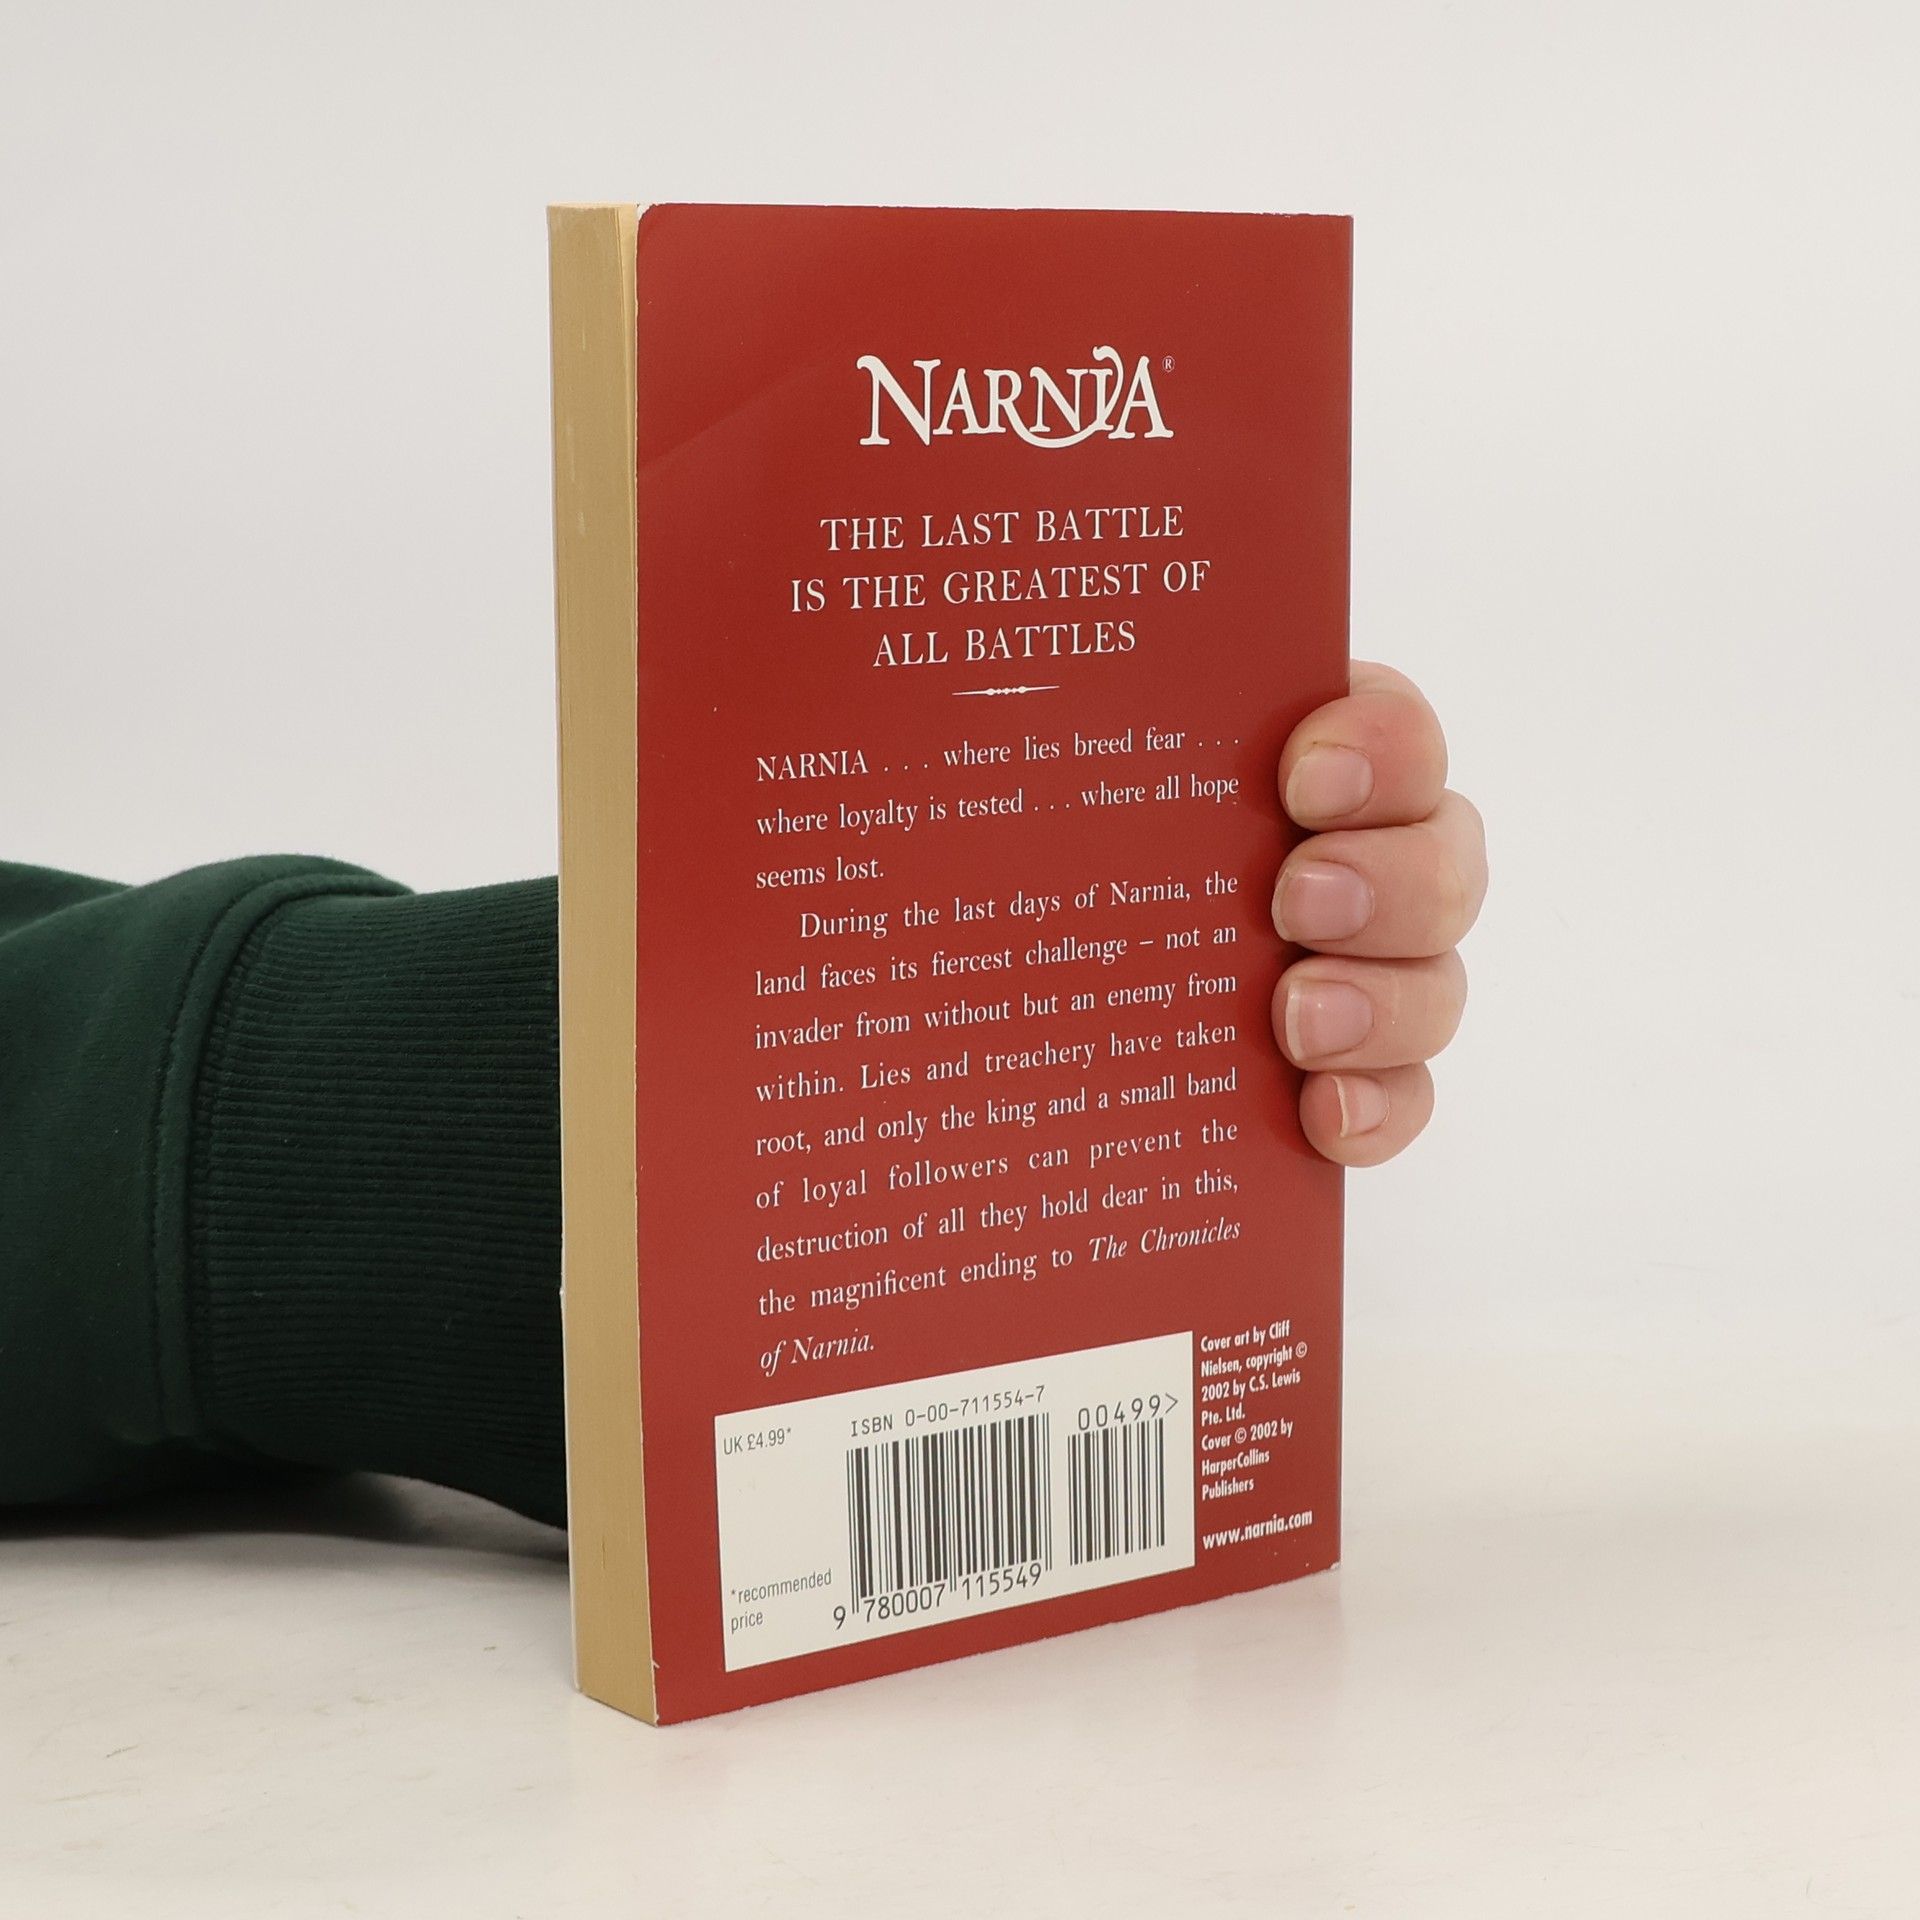 NARNIA®
THE LAST BATTLE
IS THE GREATEST OF
ALL BATTLES
NARNIA . . . where lies breed fear . . .
where loyalty is tested . . . where all hope
seems lost.
During the last days of Narnia, the
land faces its fiercest challenge – not an
invader from without but an enemy from
within. Lies and treachery have taken
root, and only the king and a small band
of loyal followers can prevent the
destruction of all they hold dear in this,
the magnificent ending to The Chronicles
of Narnia.
UK £4.99*
*recommended
price
ISBN 0-00-711554-7
00499>
9 780007 115549
Cover art by Cliff
Nielsen, copyright ©
2002 by C.S. Lewis
Pte. Ltd.
Cover © 2002 by
HarperCollins
Publishers
www.narnia.com